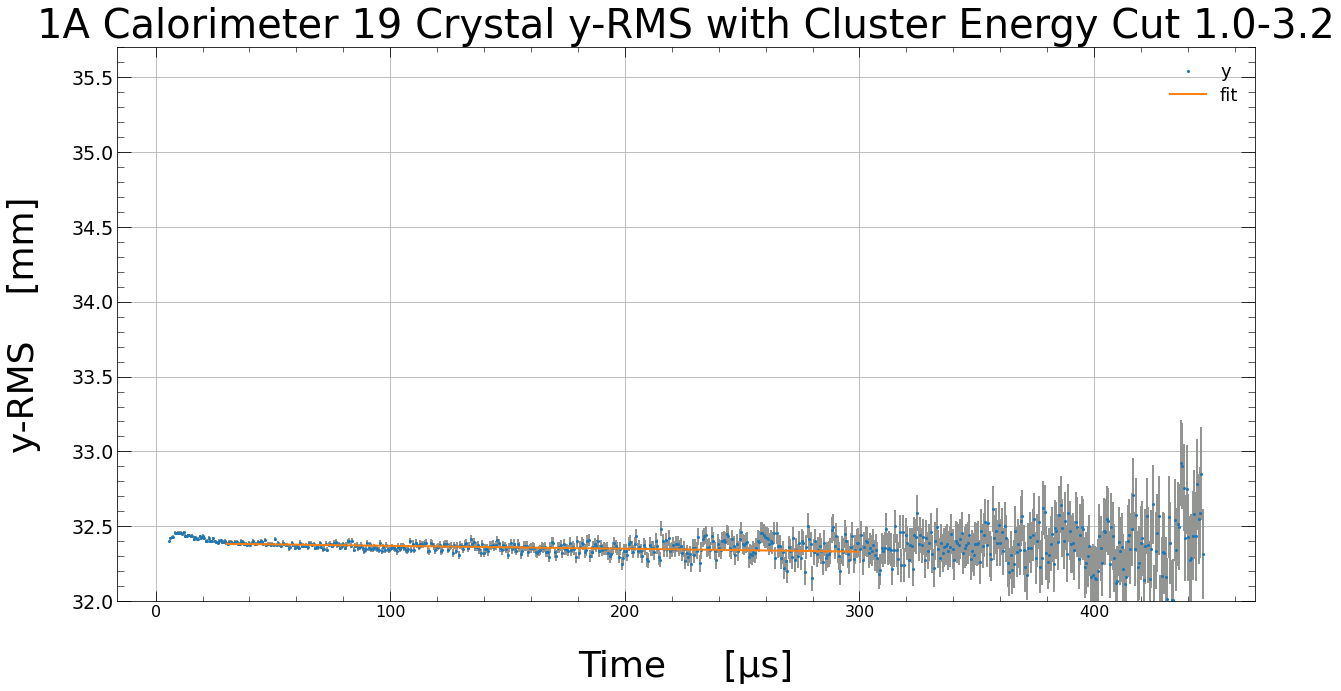 1A Calorimeter 19 Crystal y-RMS with Cluster Energy Cut 1.0-3.2
y
fit
35.5
35.0
34.5
34.0
33.5
33.0
32.5
32.0
y-RMS [mm]
0 100 200 300 400
Time [μs]